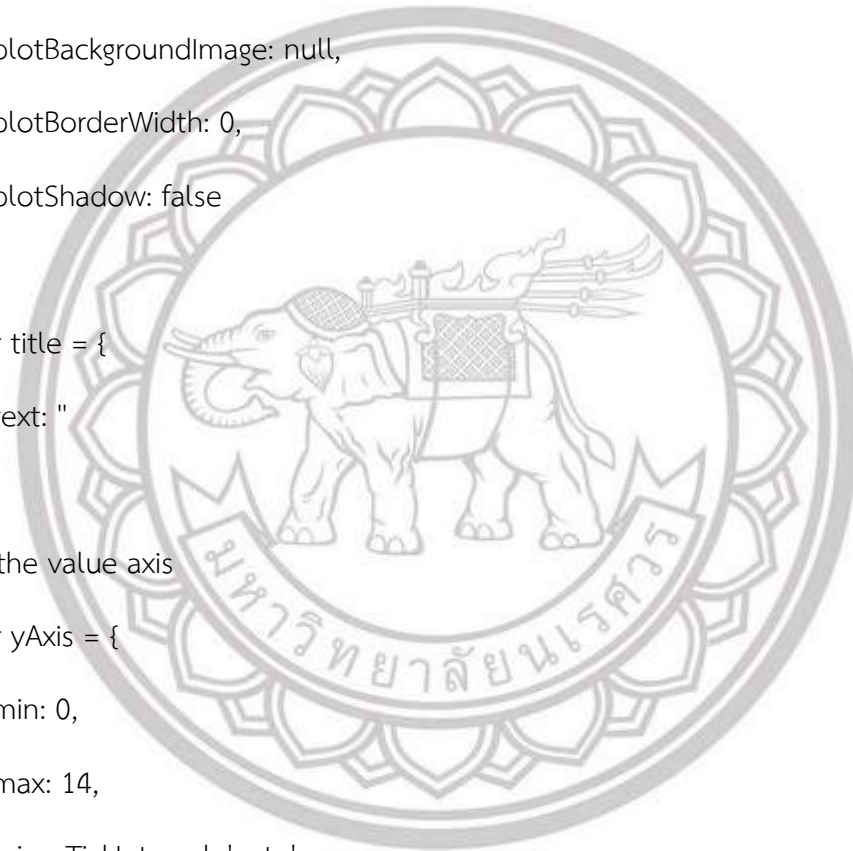 plotBackgroundImage: null,
plotBorderWidth: 0,
plotShadow: false
title = {
text: ''
the value axis
yAxis = {
min: 0,
max: 14,
มหาวิทยาลัยนเรศวร